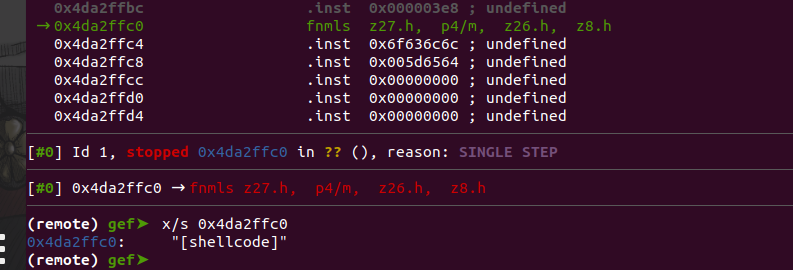 0x4da2ffbc .inst 0x000003e8 ; undefined
→0x4da2ffc0 fnmls z27.h, p4/m, z26.h, z8.h
0x4da2ffc4 .inst 0x6f636c6c ; undefined
0x4da2ffc8 .inst 0x005d6564 ; undefined
0x4da2ffcc .inst 0x00000000 ; undefined
0x4da2ffd0 .inst 0x00000000 ; undefined
0x4da2ffd4 .inst 0x00000000 ; undefined
[#0] Id 1, stopped 0x4da2ffc0 in ?? (), reason: SINGLE STEP
[#0] 0x4da2ffc0 → fnmls z27.h, p4/m, z26.h, z8.h
(remote) gef➤ x/s 0x4da2ffc0
0x4da2ffc0: "[shellcode]"
(remote) gef➤